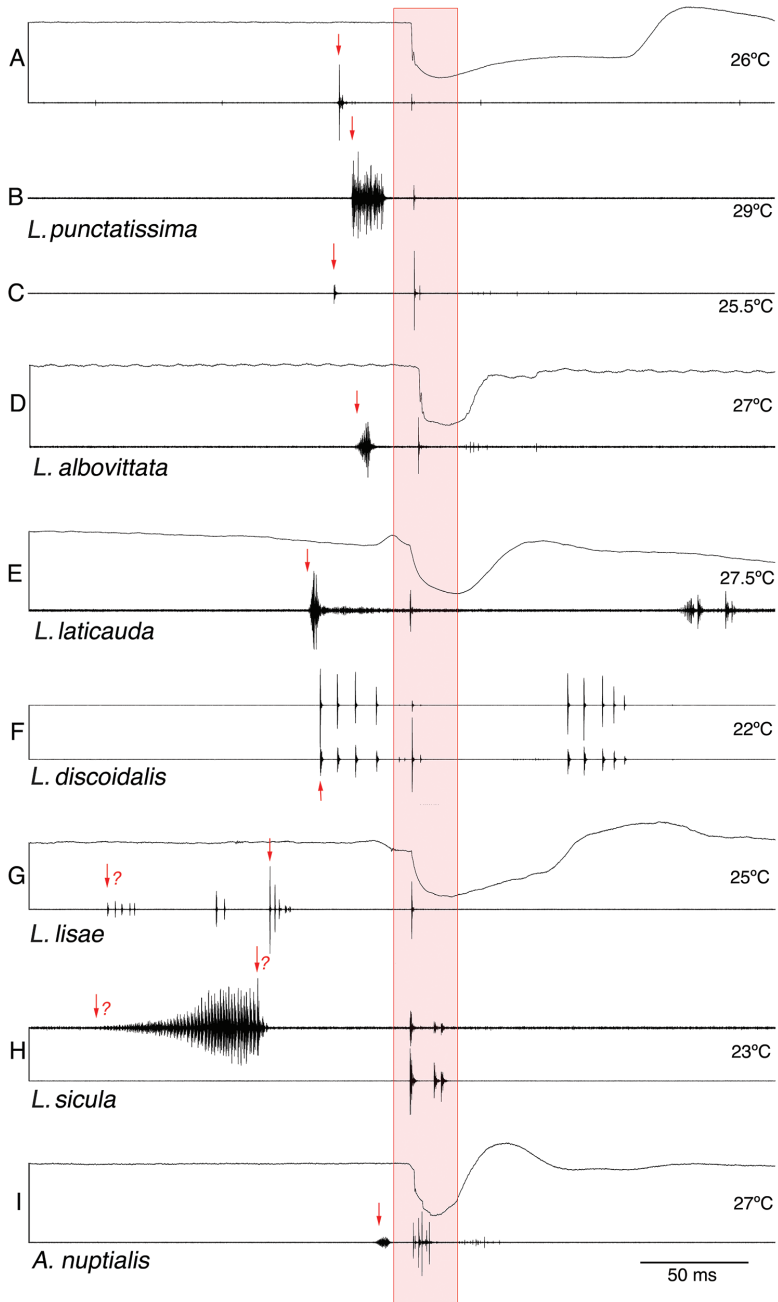 A
26ºC
B
29ºC
L. punctatissima
C
25.5ºC
D
27ºC
L. albovittata
E
27.5ºC
L. laticauda
F
22ºC
L. discoidalis
G
?
25ºC
L. lisae
?
?
H
23ºC
L. sicula
I
27ºC
A. nuptialis
50 ms